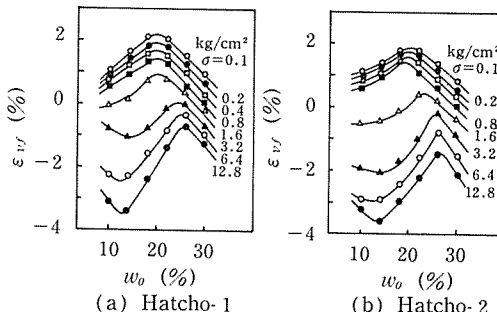 kg/cm²
σ=0.1
0.2
0.4
0.8
1.6
3.2
6.4
12.8
2
0
-2
-4
ε_vf (%)
10 20 30
w₀ (%)
(a) Hatcho-1
kg/cm²
σ=0.1
0.2
0.8
1.6
3.2
6.4
12.8
2
0
-2
-4
ε_vf (%)
10 20 30
w₀ (%)
(b) Hatcho-2